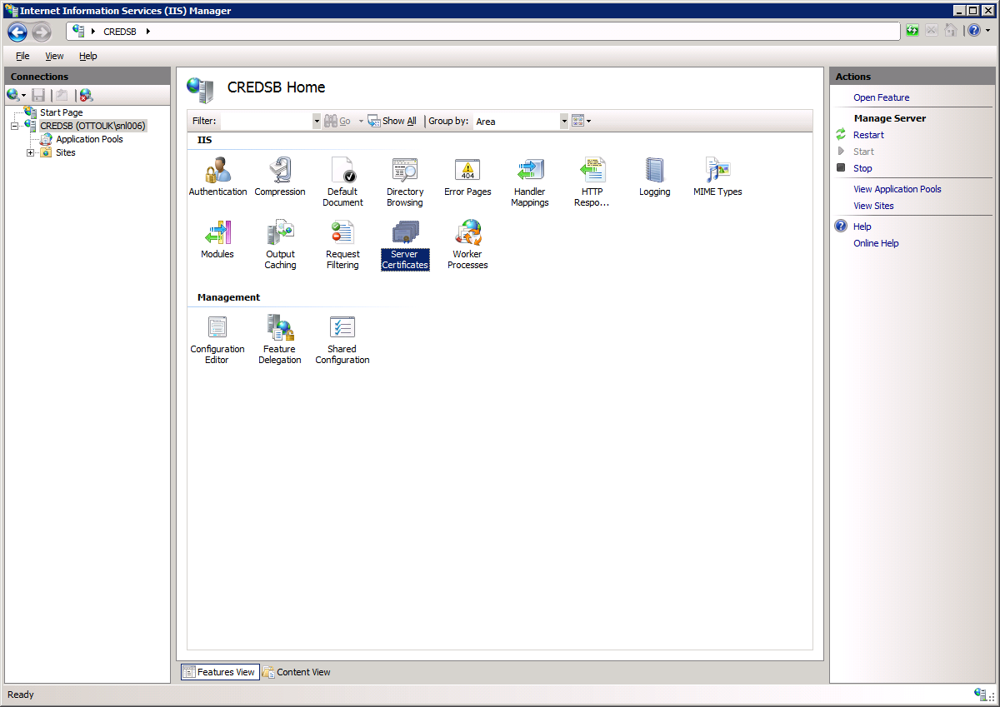 Internet Information Services (IIS) Manager
CREDSB
File View Help
Connections
Start Page
CREDSB (OTTOUK\snl006)
Application Pools
Sites
CREDSB Home
Filter: Go Show All Group by: Area
IIS
Authentication
Compression
Default
Document
Directory
Browsing
Error Pages
404
Handler
Mappings
HTTP
Respo...
Logging
MIME Types
Modules
Output
Caching
Request
Filtering
Server
Certificates
Worker
Processes
Management
Configuration
Editor
Feature
Delegation
Shared
Configuration
Features View Content View
Actions
Open Feature
Manage Server
Restart
Start
Stop
View Application Pools
View Sites
Help
Online Help
Ready